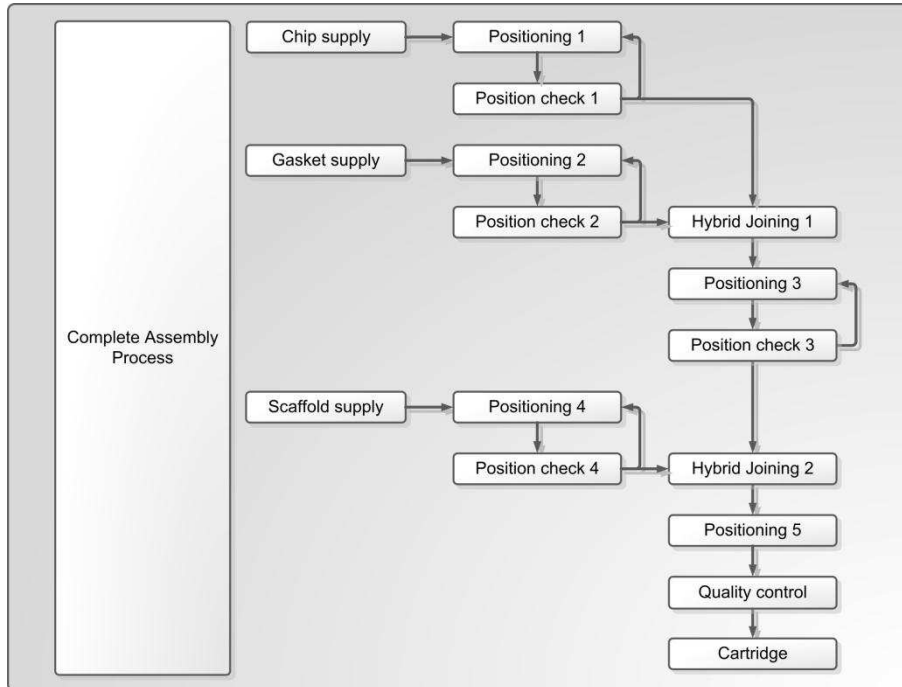 Chip supply
Positioning 1
Position check 1
Gasket supply
Positioning 2
Position check 2
Hybrid Joining 1
Positioning 3
Complete Assembly
Process
Position check 3
Scaffold supply
Positioning 4
Position check 4
Hybrid Joining 2
Positioning 5
Quality control
Cartridge